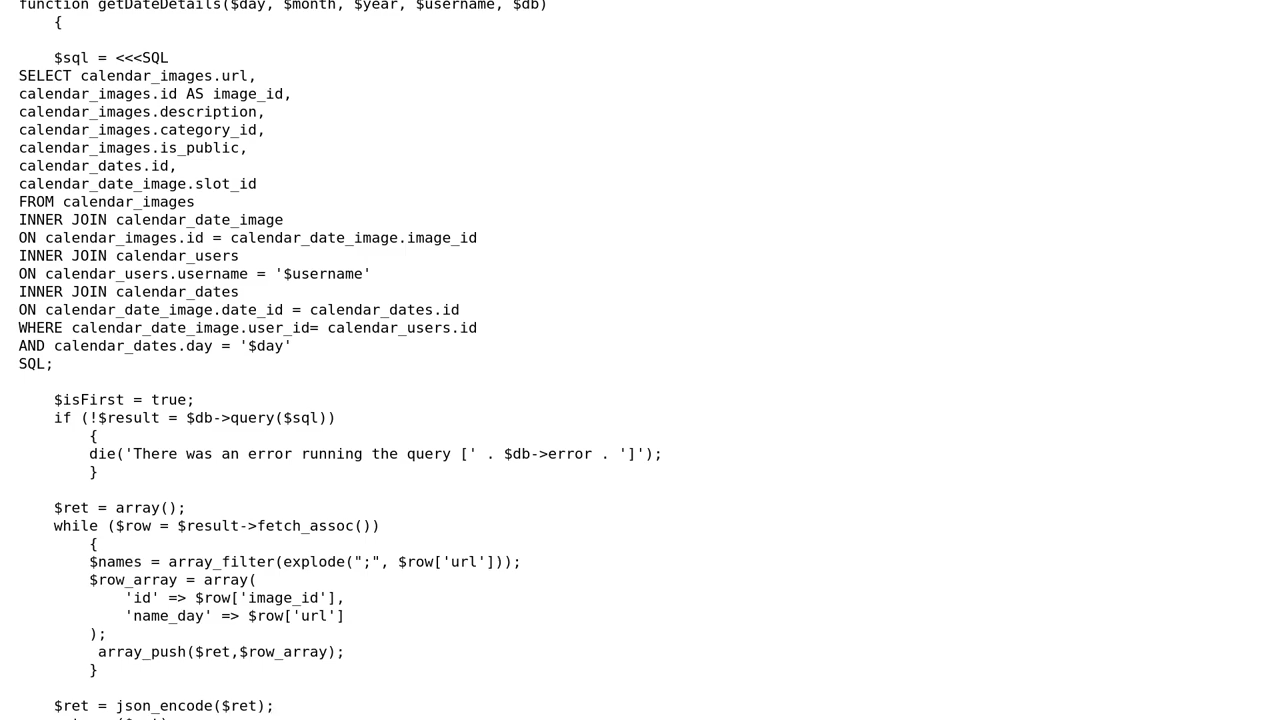 function getDateDetails($day, $month, $year, $username, $db)
    {

    $sql = <<<SQL
SELECT calendar_images.url,
calendar_images.id AS image_id,
calendar_images.description,
calendar_images.category_id,
calendar_images.is_public,
calendar_dates.id,
calendar_date_image.slot_id
FROM calendar_images
INNER JOIN calendar_date_image
ON calendar_images.id = calendar_date_image.image_id
INNER JOIN calendar_users
ON calendar_users.username = '$username'
INNER JOIN calendar_dates
ON calendar_date_image.date_id = calendar_dates.id
WHERE calendar_date_image.user_id= calendar_users.id
AND calendar_dates.day = '$day'
SQL;

    $isFirst = true;
    if (!$result = $db->query($sql))
        {
        die('There was an error running the query [' . $db->error . ']');
        }

    $ret = array();
    while ($row = $result->fetch_assoc())
        {
        $names = array_filter(explode(";", $row['url']));
        $row_array = array(
            'id' => $row['image_id'],
            'name_day' => $row['url']
        );
         array_push($ret,$row_array);
        }

    $ret = json_encode($ret);